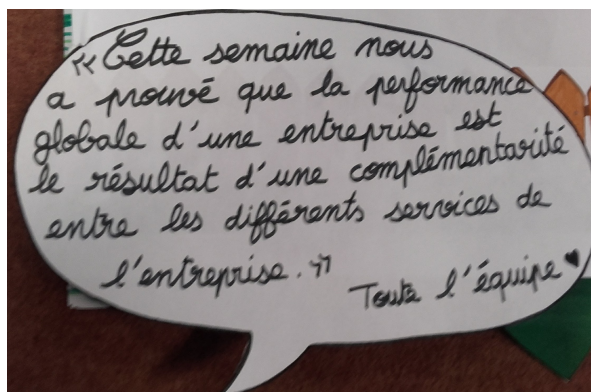 « Cette semaine nous
a prouvé que la performance
globale d'une entreprise est
le résultat d'une complémentarité
entre les différents services de
l'entreprise. »
Toute l'équipe ♥